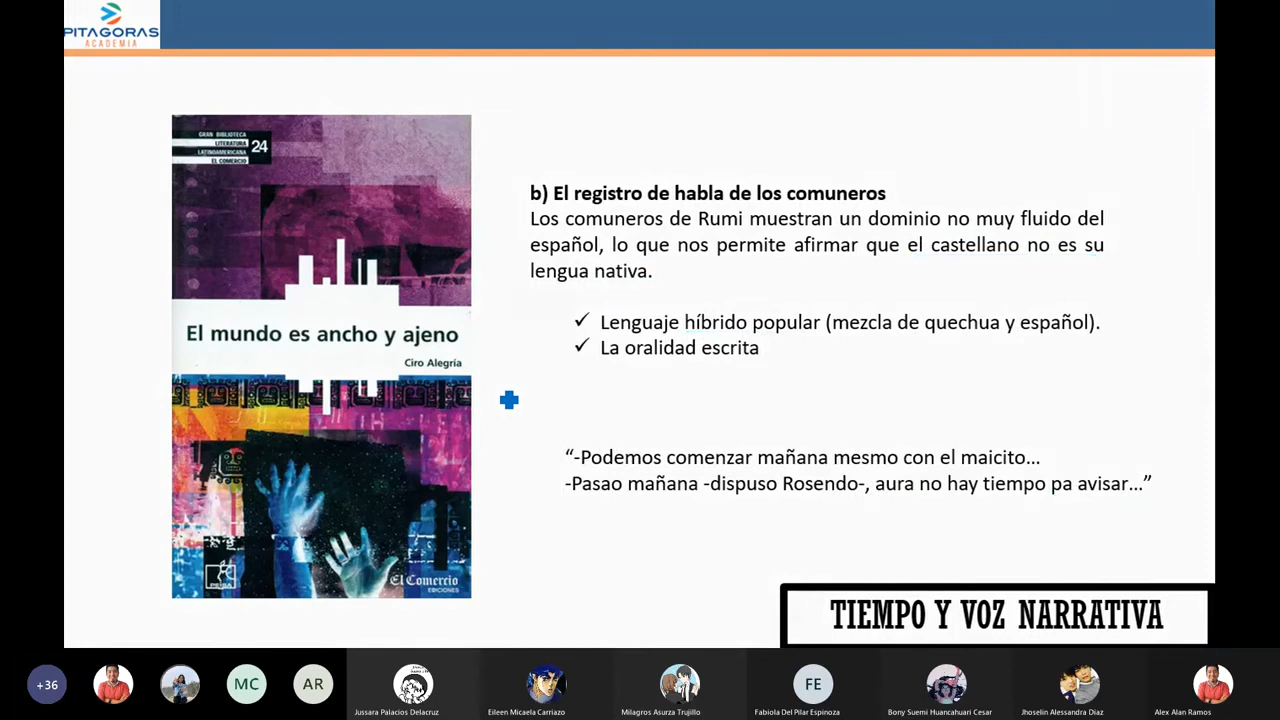 PITAGORAS
ACADEMIA
GRAN BIBLIOTECA
LITERATURA
LATINOAMERICANA
EL COMERCIO
24
El mundo es ancho y ajeno
Ciro Alegría
PEISA
El Comercio
EDICIONES
b) El registro de habla de los comuneros
Los comuneros de Rumi muestran un dominio no muy fluido del
español, lo que nos permite afirmar que el castellano no es su
lengua nativa.
✓ Lenguaje híbrido popular (mezcla de quechua y español).
✓ La oralidad escrita
“-Podemos comenzar mañana mesmo con el maicito…
-Pasao mañana -dispuso Rosendo-, aura no hay tiempo pa avisar…”
TIEMPO Y VOZ NARRATIVA
+36
MC
AR
FE
Jussara Palacios Delacruz
Eileen Micaela Carriazo
Milagros Asurza Trujillo
Fabiola Del Pilar Espinoza
Bony Suemi Huancahuari Cesar
Jhoselin Alessandra Diaz
Alex Alan Ramos